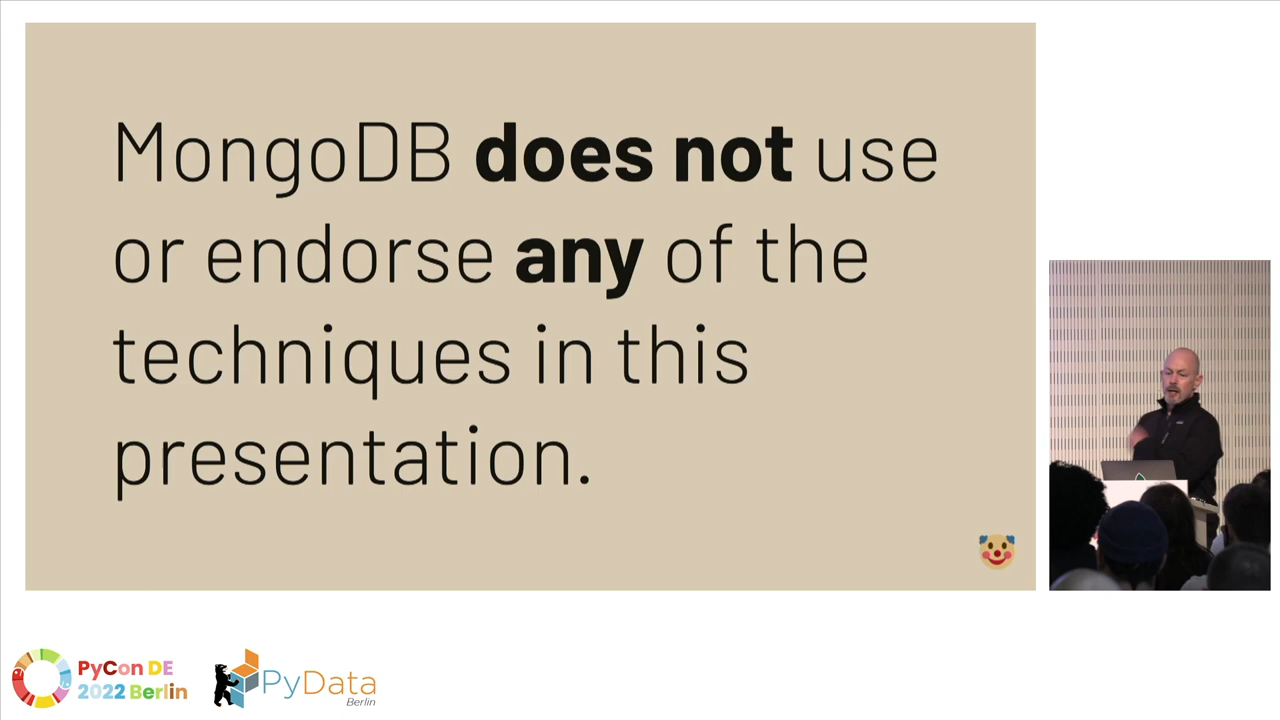 MongoDB does not use
or endorse any of the
techniques in this
presentation.
PyCon DE
2022 Berlin
PyData
Berlin